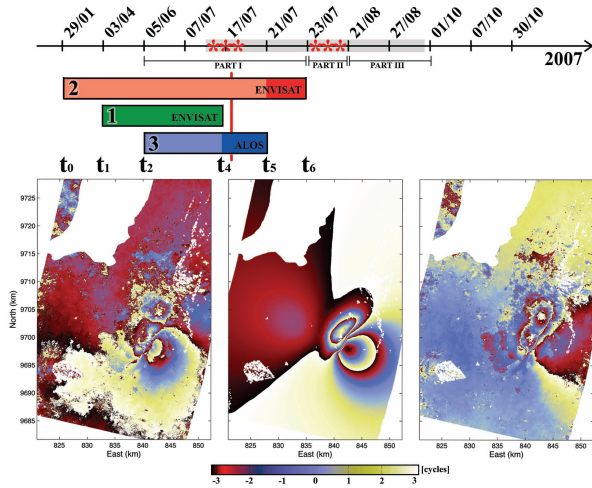 29/01 03/04 05/06 07/07 17/07 21/07 23/07 21/08 27/08 01/10 07/10 30/10
2007
PART I PART II PART III
2 ENVISAT
1 ENVISAT
3 ALOS
t0 t1 t2 t4 t5 t6
9728
9715
9710
9705
9700
9695
9690
9685
North (km)
825 830 835 840 845 850
825 830 835 840 845 850
825 830 835 840 845 850
East (km)
East (km)
East (km)
[cycles]
-3 -2 -1 0 1 2 3